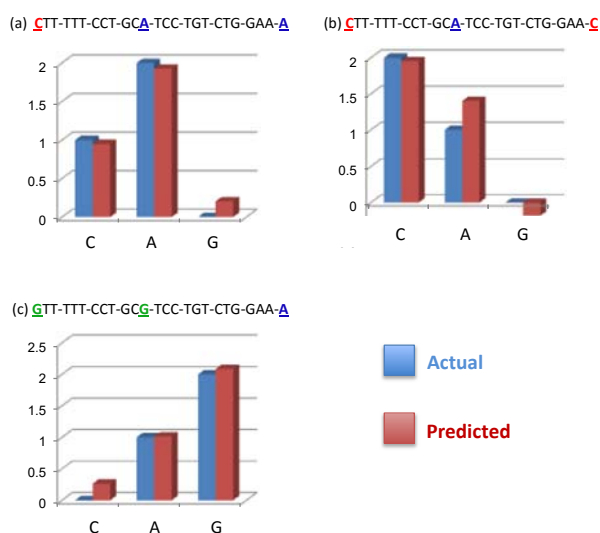 (a) CTT-TTT-CCT-GCA-TCC-TGT-CTG-GAA-A
2
1.5
1
0.5
0
C A G
(b) CTT-TTT-CCT-GCA-TCC-TGT-CTG-GAA-C
2
1.5
1
0.5
0
C A G
(c) GTT-TTT-CCT-GCG-TCC-TGT-CTG-GAA-A
2.5
2
1.5
1
0.5
0
C A G
Actual
Predicted